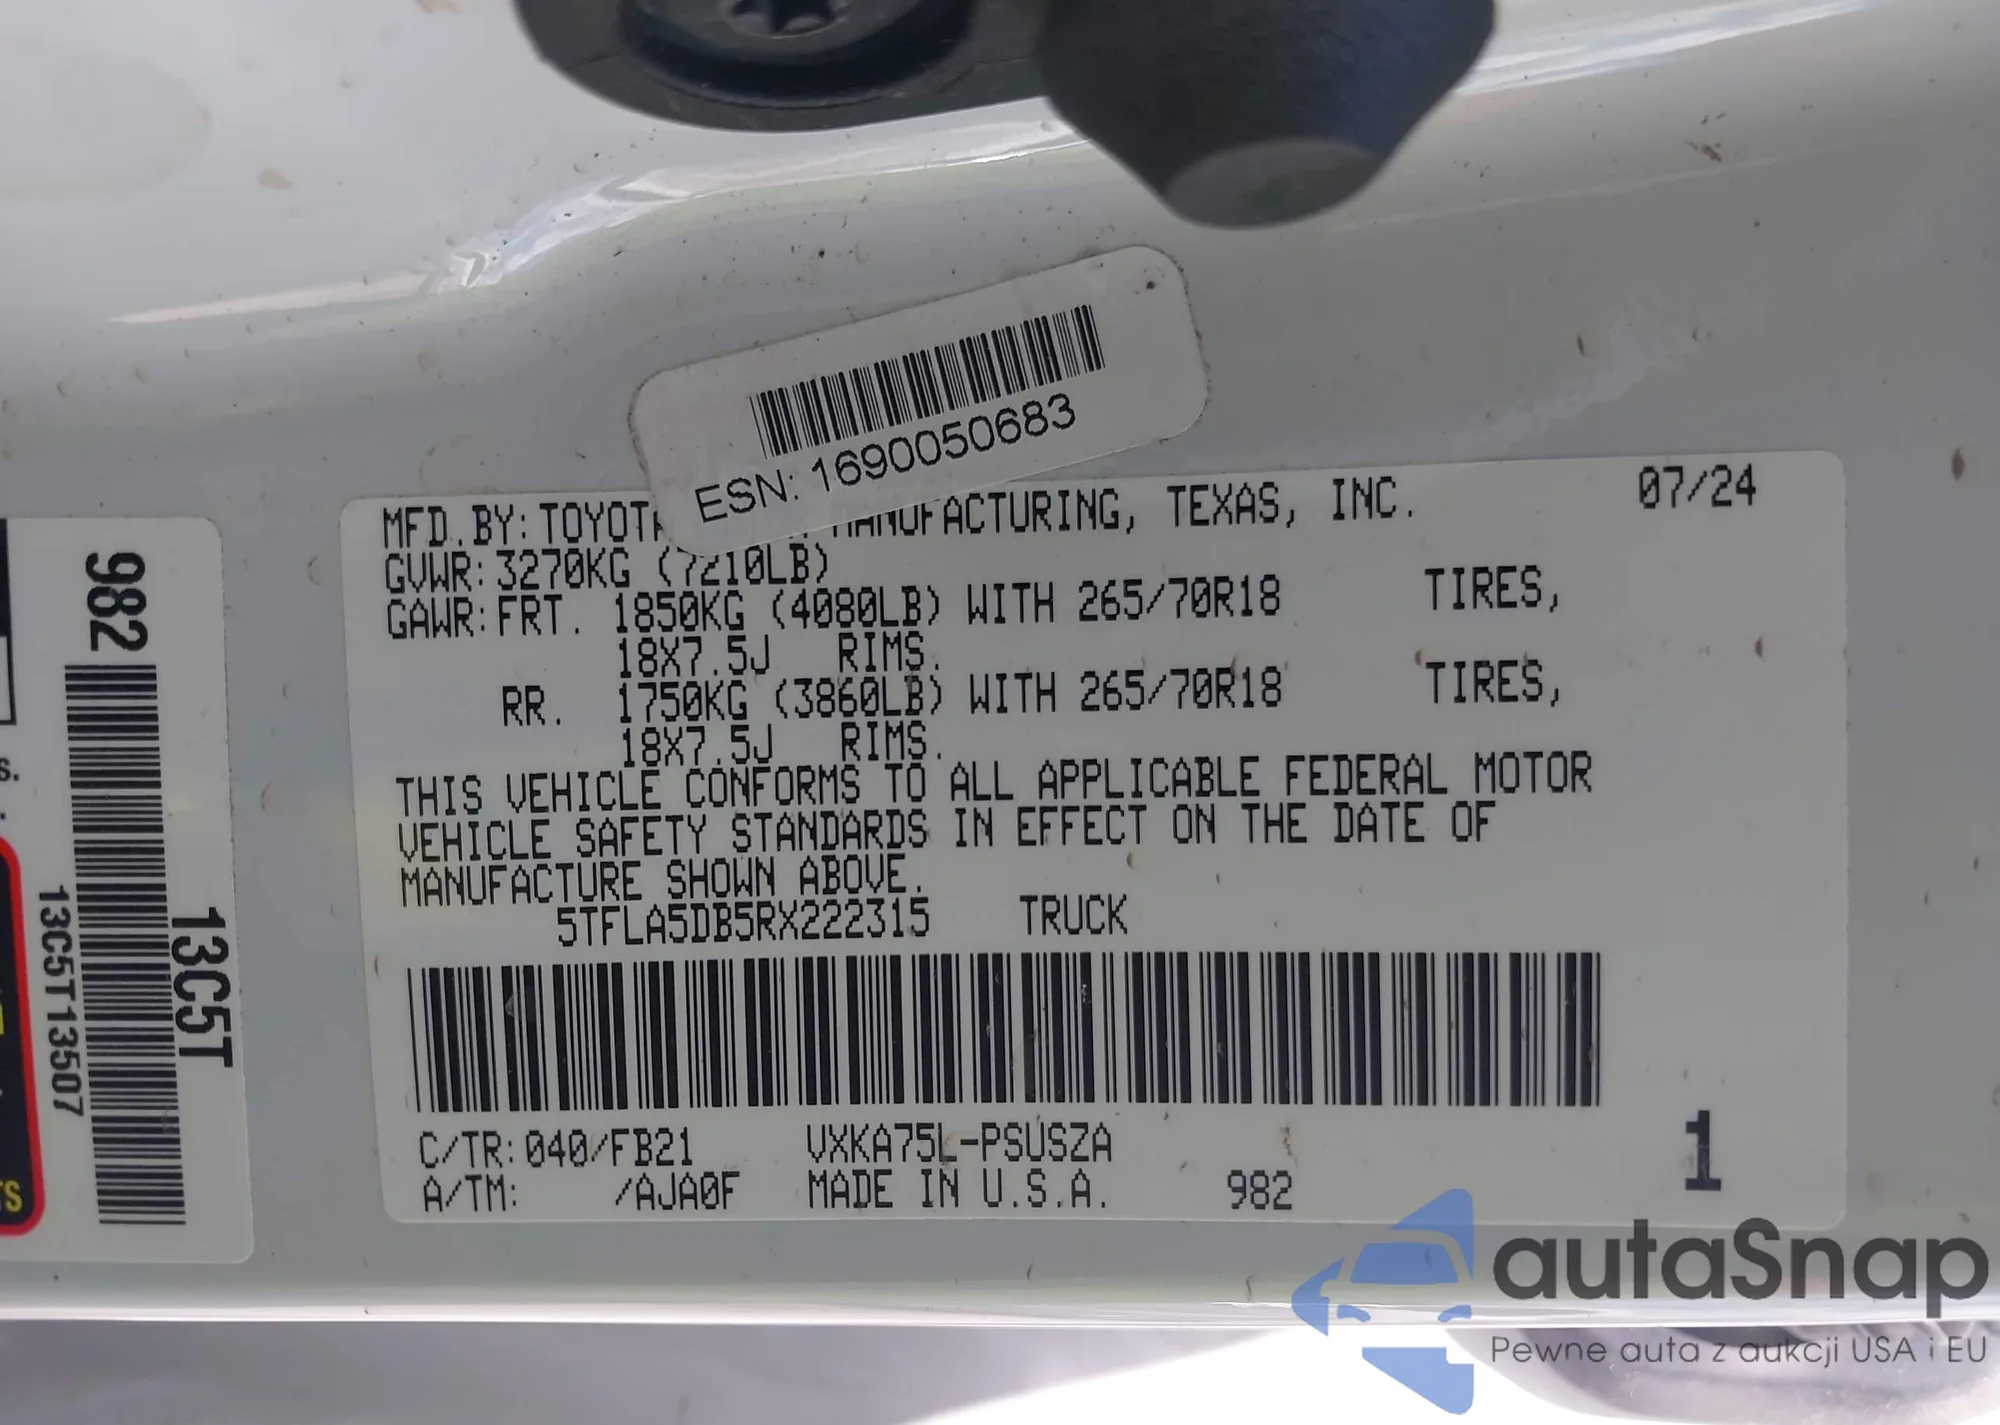 ESN: 1690050683
MFD.BY: TOYOTA MANUFACTURING, TEXAS, INC. 07/24
GVWR: 3270KG (7210LB)
GAWR: FRT. 1850KG (4080LB) WITH 265/70R18 TIRES,
18X7.5J RIMS.
RR. 1750KG (3860LB) WITH 265/70R18 TIRES,
18X7.5J RIMS.
THIS VEHICLE CONFORMS TO ALL APPLICABLE FEDERAL MOTOR
VEHICLE SAFETY STANDARDS IN EFFECT ON THE DATE OF
MANUFACTURE SHOWN ABOVE.
5TFLA5DB5RX222315 TRUCK
C/TR: 040/FB21 VXKA75L-PSUSZA
A/TM: /AJA0F MADE IN U.S.A. 982
1
982
13C5T
13C5T13507
autaSnap
Pewne auta z aukcji USA i EU